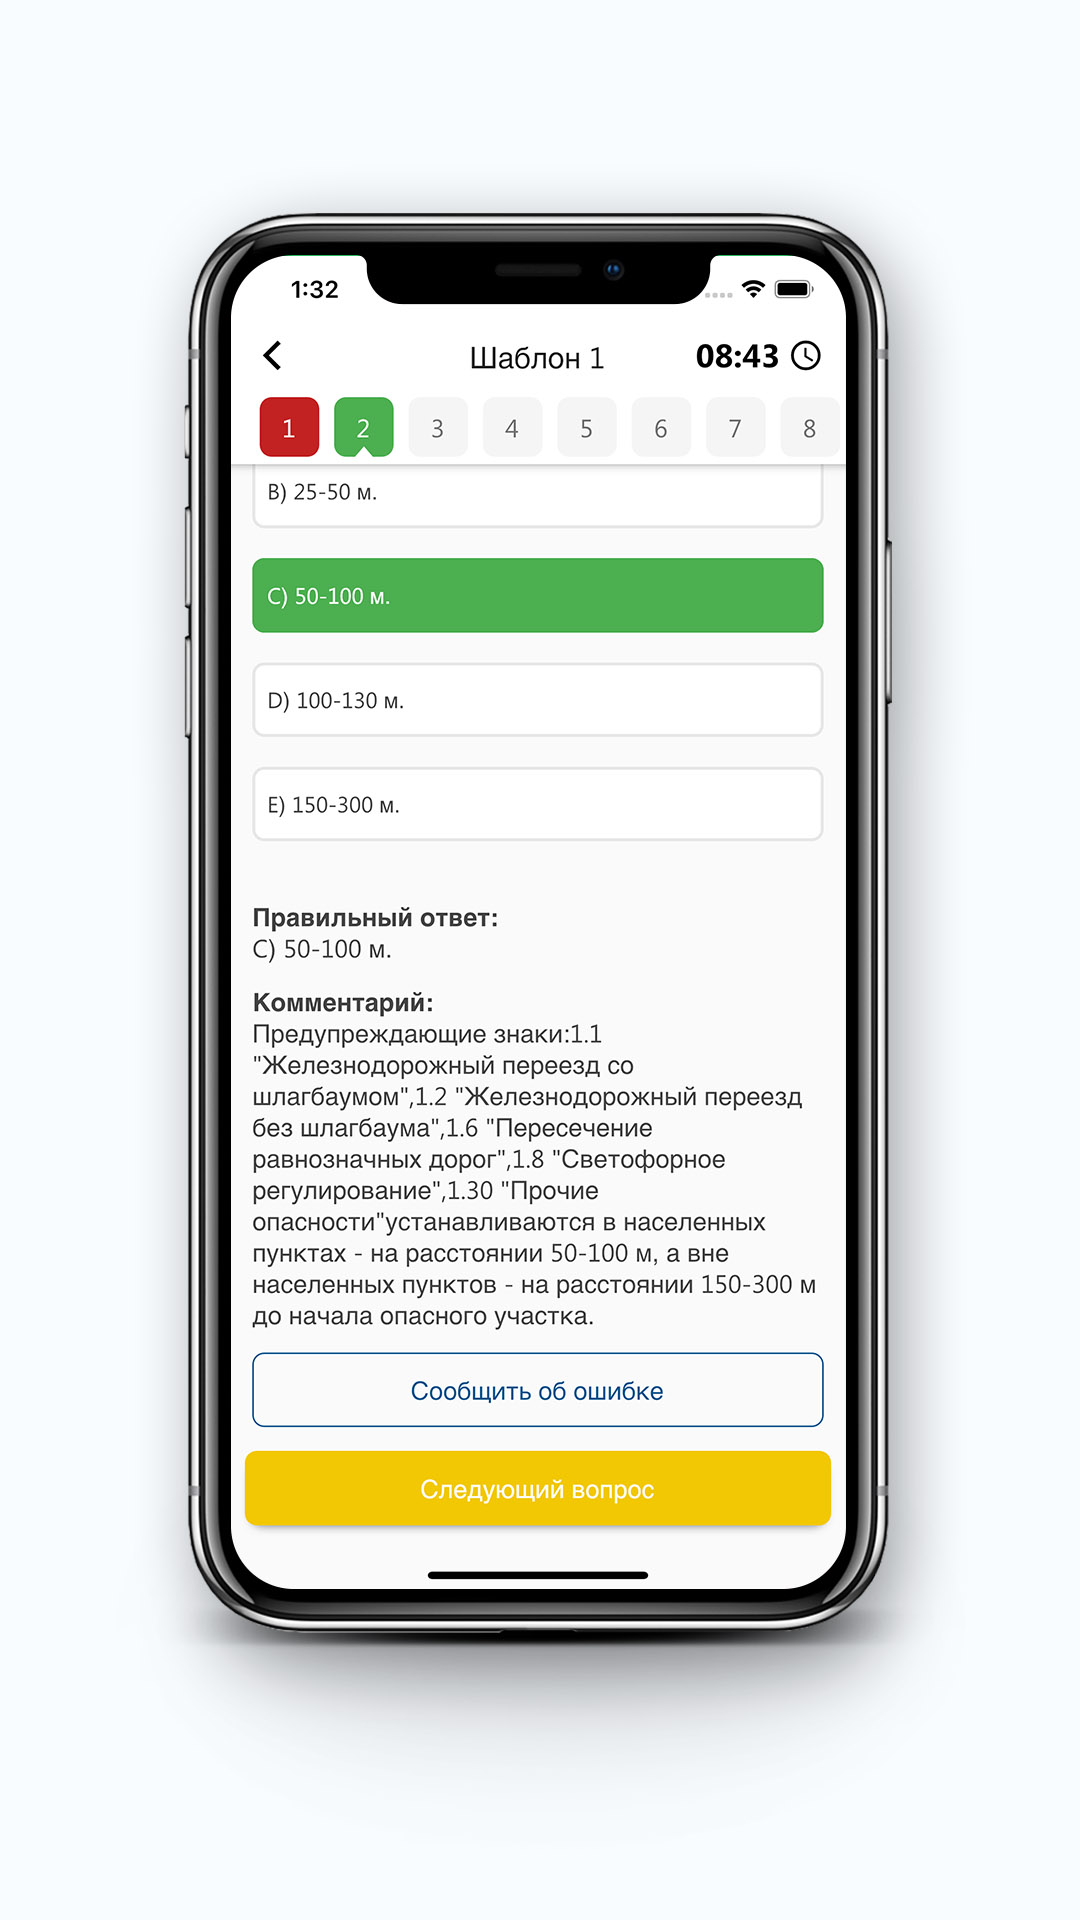 1:32
Шаблон 1
08:43
1 2 3 4 5 6 7 8
B) 25-50 м.
C) 50-100 м.
D) 100-130 м.
E) 150-300 м.
Правильный ответ:
C) 50-100 м.
Комментарий:
Предупреждающие знаки:1.1
"Железнодорожный переезд со
шлагбаумом",1.2 "Железнодорожный переезд
без шлагбаума",1.6 "Пересечение
равнозначных дорог",1.8 "Светофорное
регулирование",1.30 "Прочие
опасности"устанавливаются в населенных
пунктах - на расстоянии 50-100 м, а вне
населенных пунктов - на расстоянии 150-300 м
до начала опасного участка.
Сообщить об ошибке
Следующий вопрос